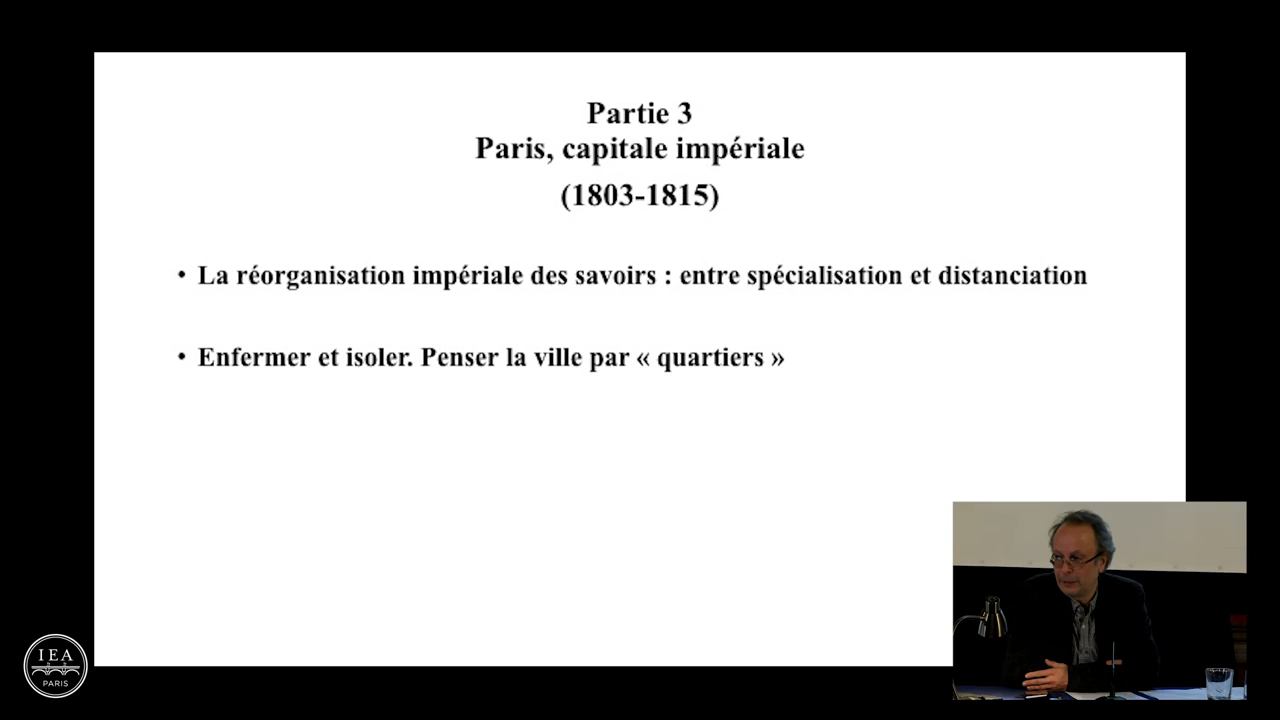 Partie 3
Paris, capitale impériale
(1803-1815)
• La réorganisation impériale des savoirs : entre spécialisation et distanciation
• Enfermer et isoler. Penser la ville par « quartiers »
IEA
PARIS